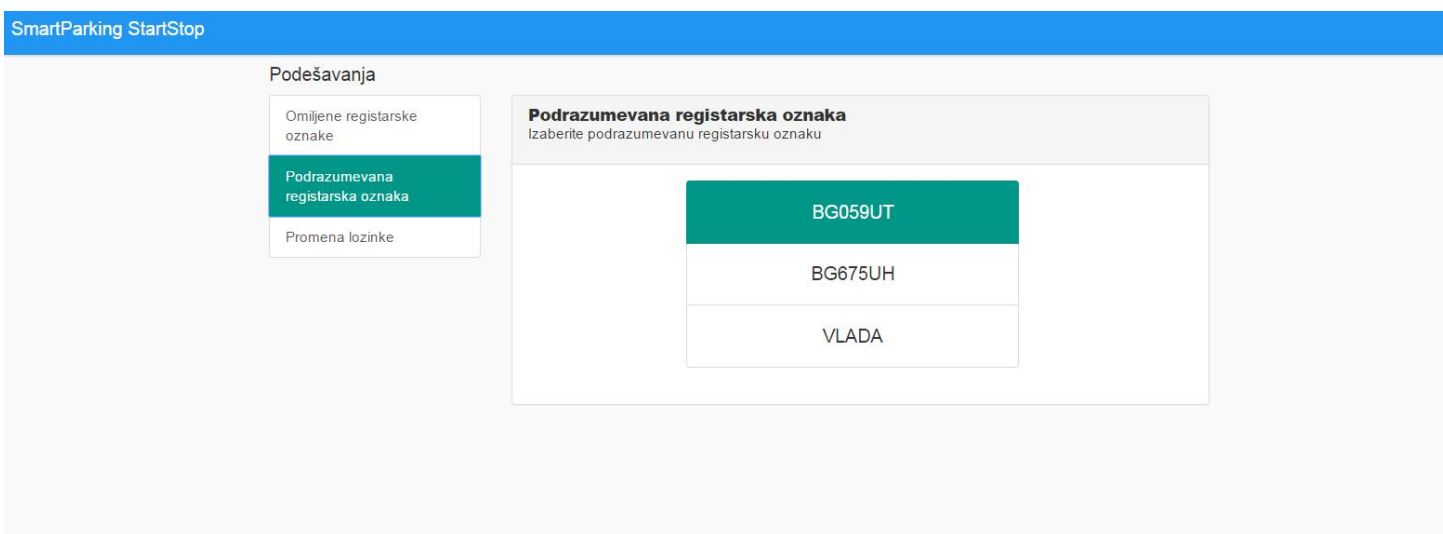 SmartParking StartStop
Podešavanja
Omiljene registarske
oznake
Podrazumevana
registarska oznaka
Promena lozinke
Podrazumevana registarska oznaka
Izaberite podrazumevanu registarsku oznaku
BG059UT
BG675UH
VLADA